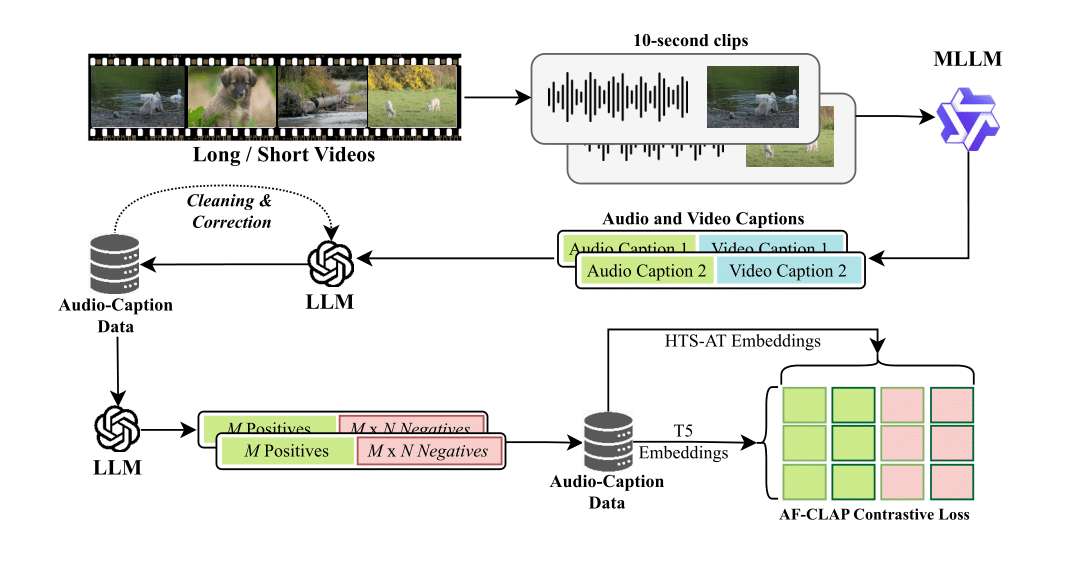 10-second clips
MLLM
Long / Short Videos
Cleaning &
Correction
Audio and Video Captions
Audio Caption 1
Video Caption 1
Audio Caption 2
Video Caption 2
LLM
Audio-Caption
Data
HTS-AT Embeddings
LLM
M Positives
M x N Negatives
M Positives
M x N Negatives
T5
Embeddings
Audio-Caption
Data
AF-CLAP Contrastive Loss